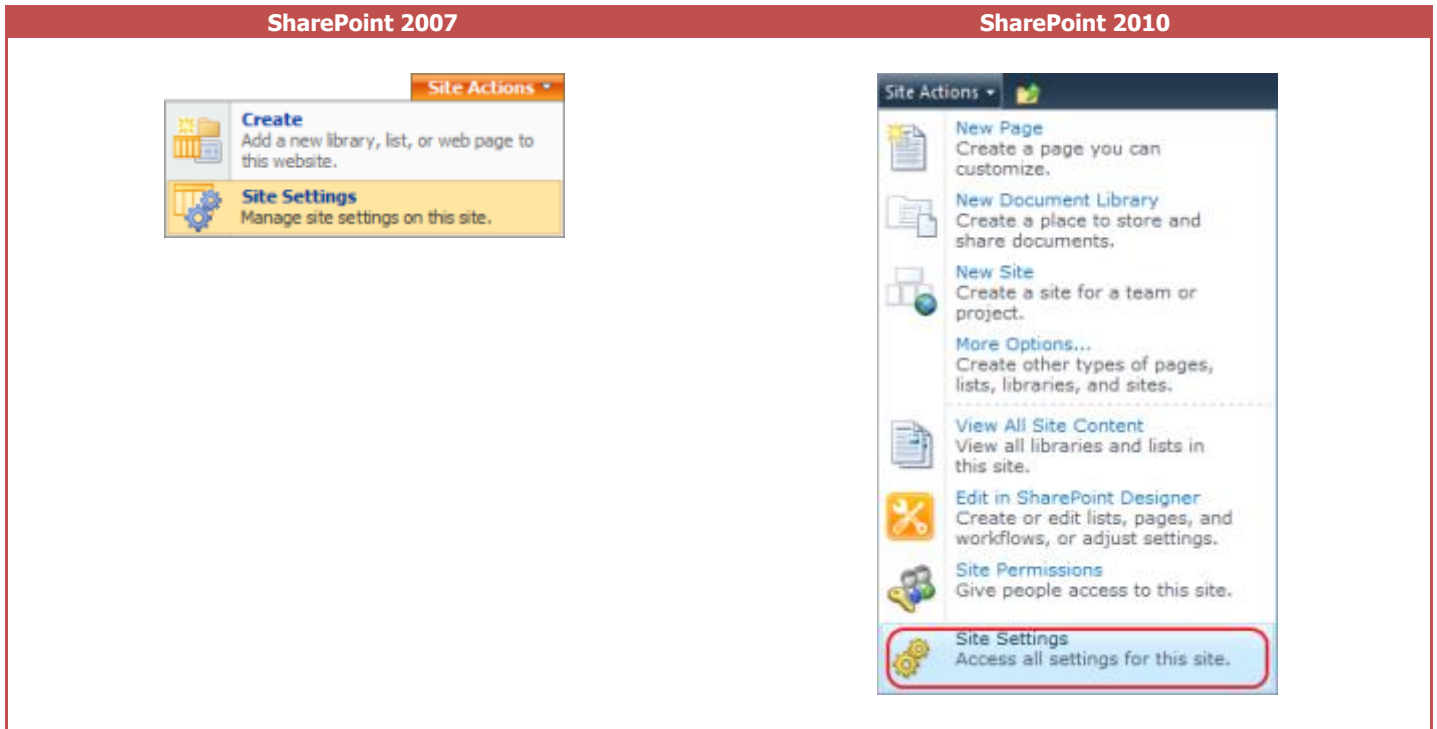 SharePoint 2007
SharePoint 2010
Site Actions
Create
Add a new library, list, or web page to
this website.
Site Settings
Manage site settings on this site.
Site Actions
New Page
Create a page you can
customize.
New Document Library
Create a place to store and
share documents.
New Site
Create a site for a team or
project.
More Options...
Create other types of pages,
lists, libraries, and sites.
View All Site Content
View all libraries and lists in
this site.
Edit in SharePoint Designer
Create or edit lists, pages, and
workflows, or adjust settings.
Site Permissions
Give people access to this site.
Site Settings
Access all settings for this site.